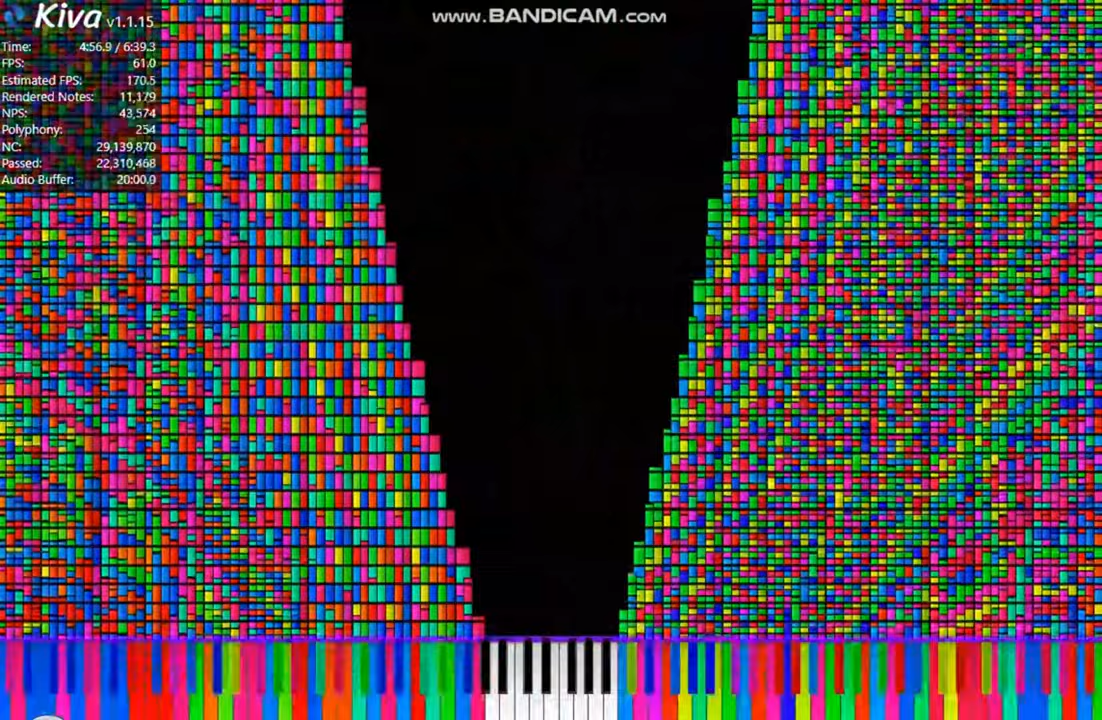 Kiva v1.1.15
www.BANDICAM.com
Time: 4:56.9 / 6:39.3
FPS: 61.0
Estimated FPS: 170.5
Rendered Notes: 11,179
NPS: 43,574
Polyphony: 254
NC: 29,139,870
Passed: 22,310,468
Audio Buffer: 20:00.0